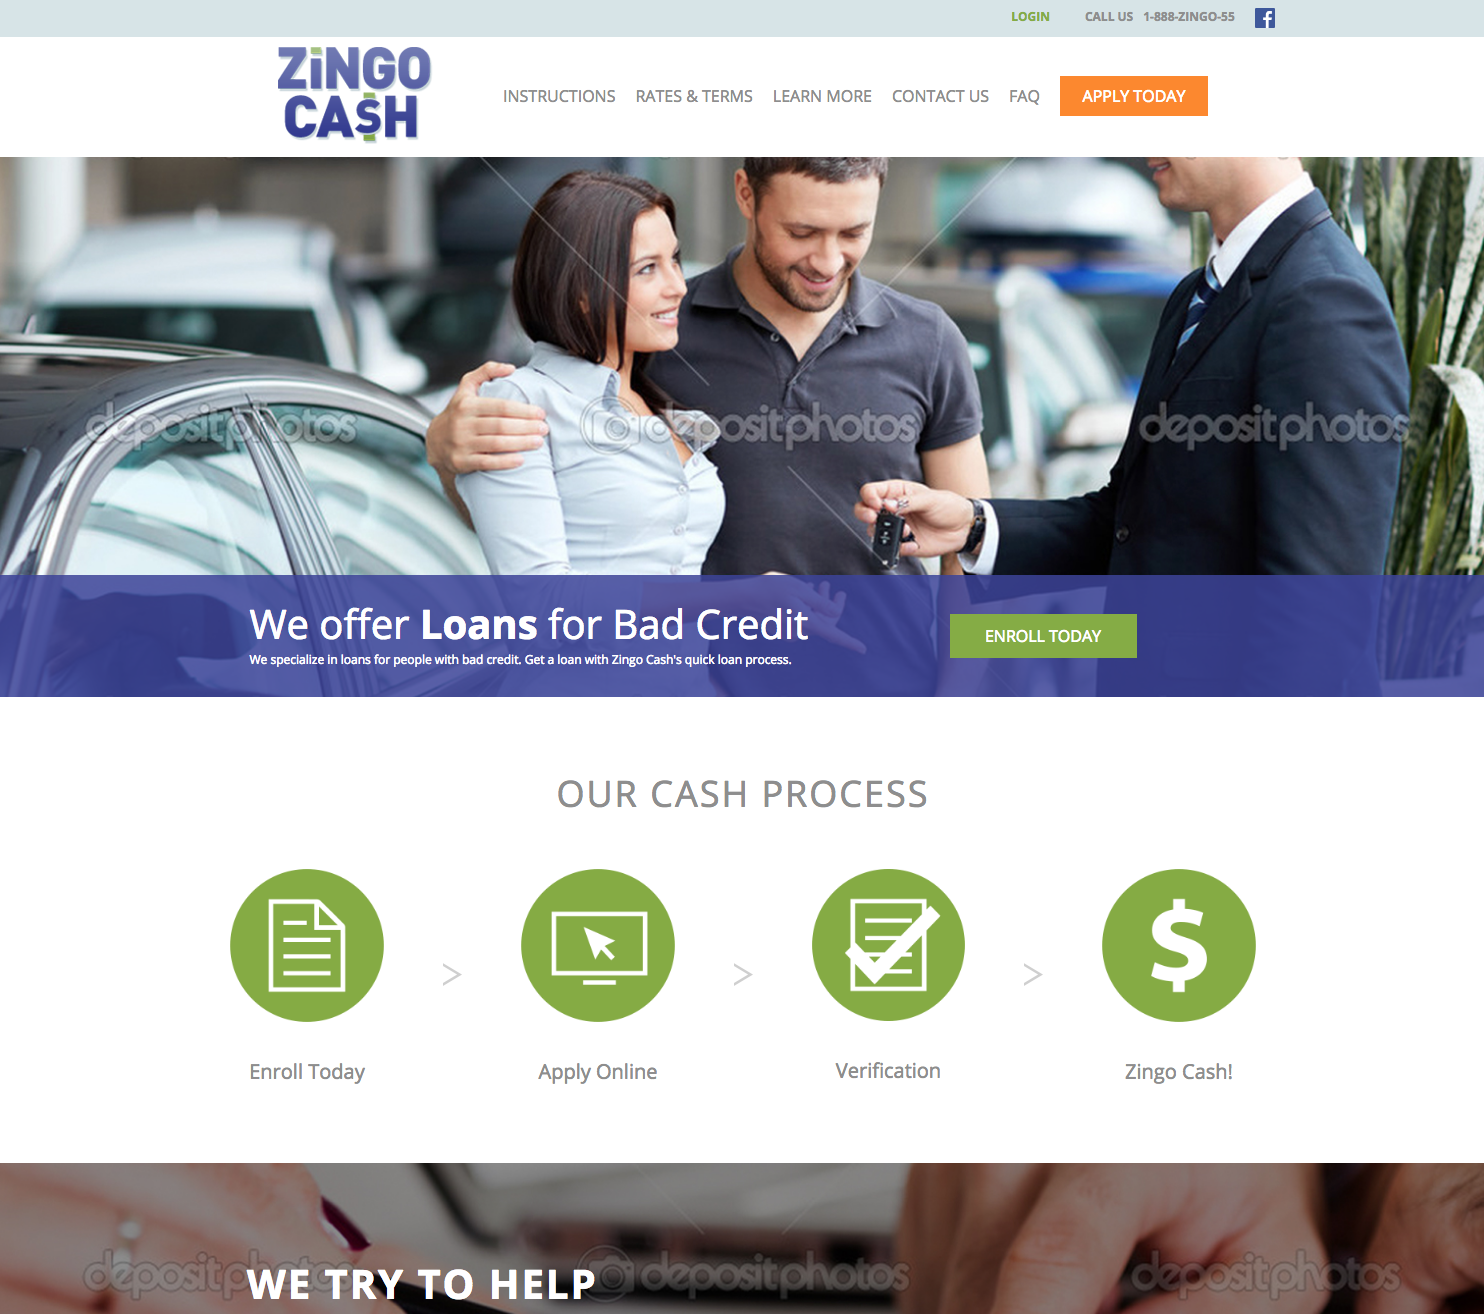 LOGIN CALL US 1-888-ZINGO-55
ZiNGO
CA$H
INSTRUCTIONS RATES & TERMS LEARN MORE CONTACT US FAQ APPLY TODAY
depositphotos depositphotos depositphotos
We offer Loans for Bad Credit
We specialize in loans for people with bad credit. Get a loan with Zingo Cash's quick loan process.
ENROLL TODAY
OUR CASH PROCESS
Enroll Today > Apply Online > Verification > Zingo Cash!
depositphotos depositphotos depositphotos
WE TRY TO HELP